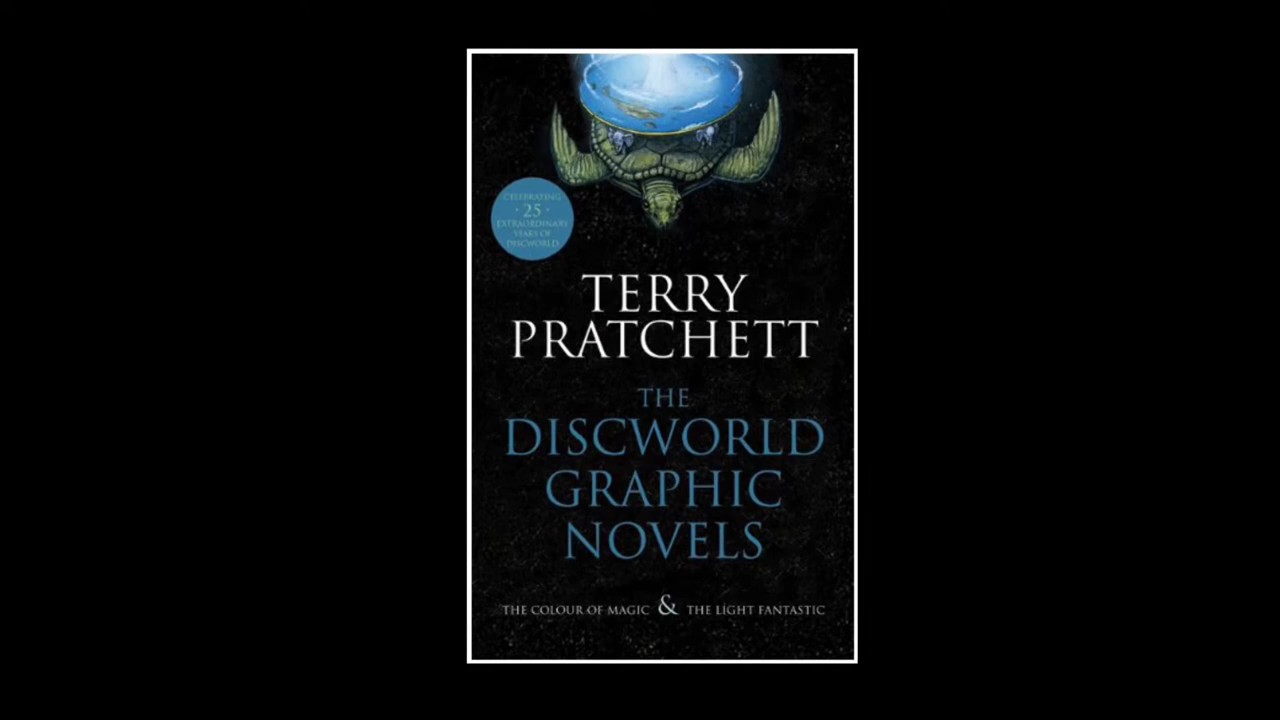 CELEBRATING
· 25 ·
EXTRAORDINARY
YEARS OF
DISCWORLD
TERRY
PRATCHETT
THE
DISCWORLD
GRAPHIC
NOVELS
THE COLOUR OF MAGIC & THE LIGHT FANTASTIC